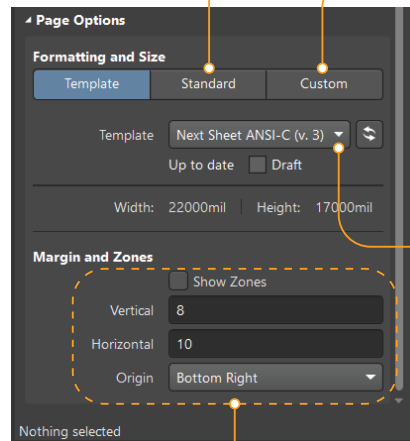 Page Options
Formatting and Size
Template Standard Custom
Template Next Sheet ANSI-C (v. 3)
Up to date Draft
Width: 22000mil Height: 17000mil
Margin and Zones
Show Zones
Vertical 8
Horizontal 10
Origin Bottom Right
Nothing selected